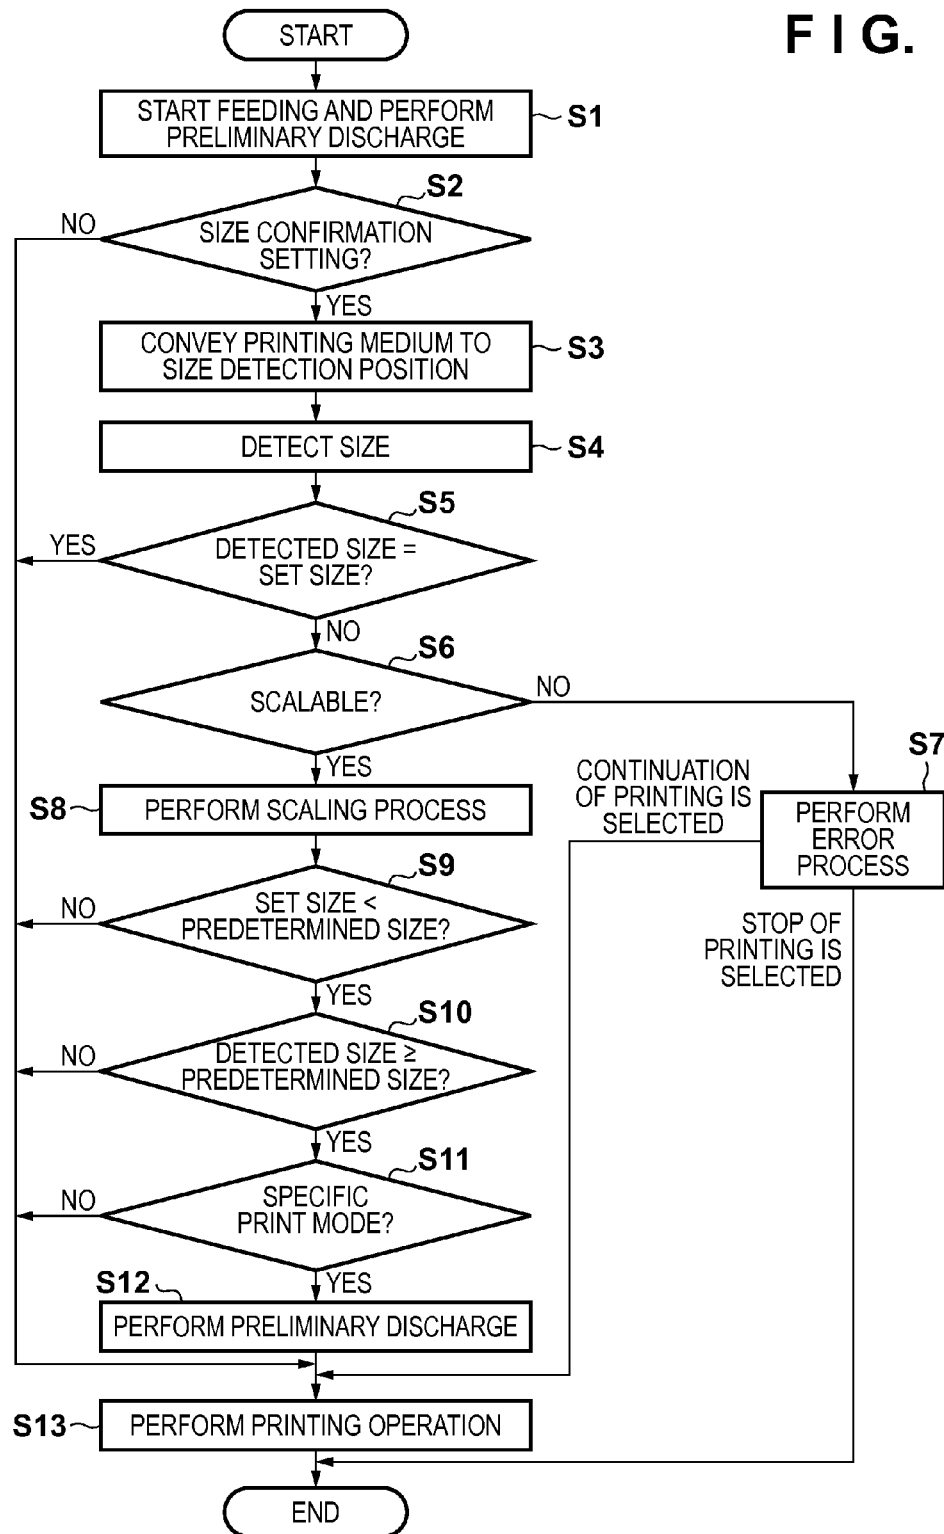 START
FIG.
START FEEDING AND PERFORM
PRELIMINARY DISCHARGE
S1
S2
NO
SIZE CONFIRMATION
SETTING?
YES
CONVEY PRINTING MEDIUM TO
SIZE DETECTION POSITION
S3
DETECT SIZE
S4
S5
YES
DETECTED SIZE =
SET SIZE?
NO
S6
SCALABLE?
NO
YES
S7
CONTINUATION
OF PRINTING IS
SELECTED
PERFORM
ERROR
PROCESS
S8
PERFORM SCALING PROCESS
S9
NO
SET SIZE <
PREDETERMINED SIZE?
STOP OF
PRINTING IS
SELECTED
YES
S10
NO
DETECTED SIZE ≥
PREDETERMINED SIZE?
YES
S11
NO
SPECIFIC
PRINT MODE?
YES
S12
PERFORM PRELIMINARY DISCHARGE
S13
PERFORM PRINTING OPERATION
END